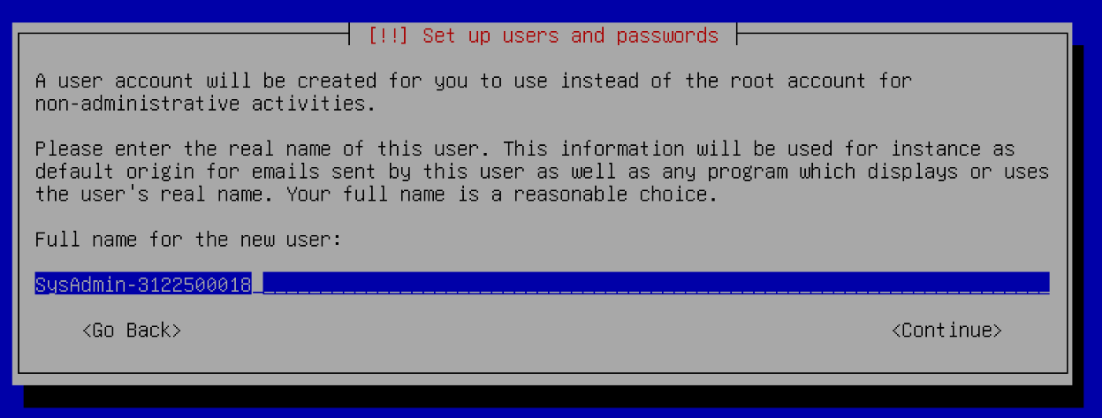 [!!] Set up users and passwords
A user account will be created for you to use instead of the root account for
non-administrative activities.
Please enter the real name of this user. This information will be used for instance as
default origin for emails sent by this user as well as any program which displays or uses
the user's real name. Your full name is a reasonable choice.
Full name for the new user:
SysAdmin-3122500018
<Go Back> <Continue>